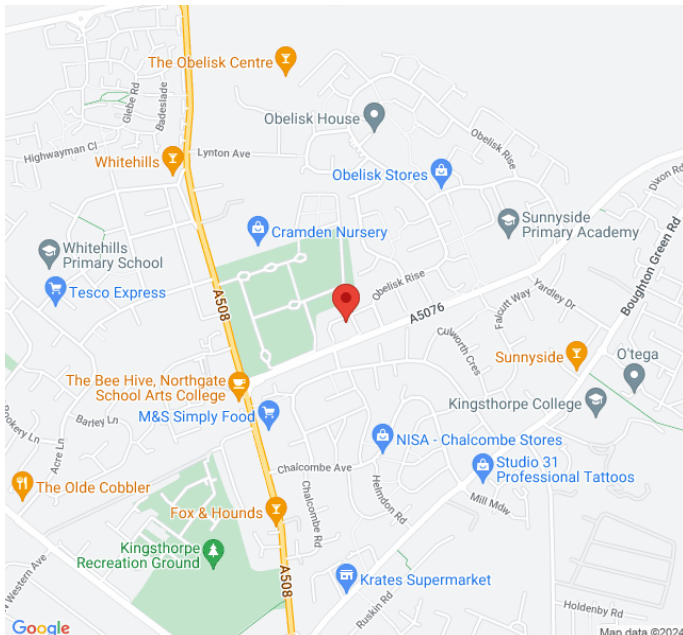 The Obelisk Centre
Glebe Rd
Badeslade
Obelisk House
Highwayman Cl
Whitehills
Lynton Ave
Obelisk Rise
Obelisk Stores
Dixon Rd
Sunnyside
Primary Academy
Cramden Nursery
Whitehills
Primary School
Boughton Green Rd
Tesco Express
Obelisk Rise
A508
A5076
Falcutt Way
Yardley Dr
Culworth Cres
Sunnyside
O'tega
The Bee Hive, Northgate
School Arts College
Kingsthorpe College
M&S Simply Food
Barley Ln
ookery Ln
Acre Ln
NISA - Chalcombe Stores
Chalcombe Ave
Studio 31
Professional Tattoos
The Olde Cobbler
Chalcombe Rd
Helmdon Rd
Mill Mdw
Fox & Hounds
Kingsthorpe
Recreation Ground
A508
Krates Supermarket
Western Ave
Ruskin Rd
Holdenby Rd
Google
Map data ©2024